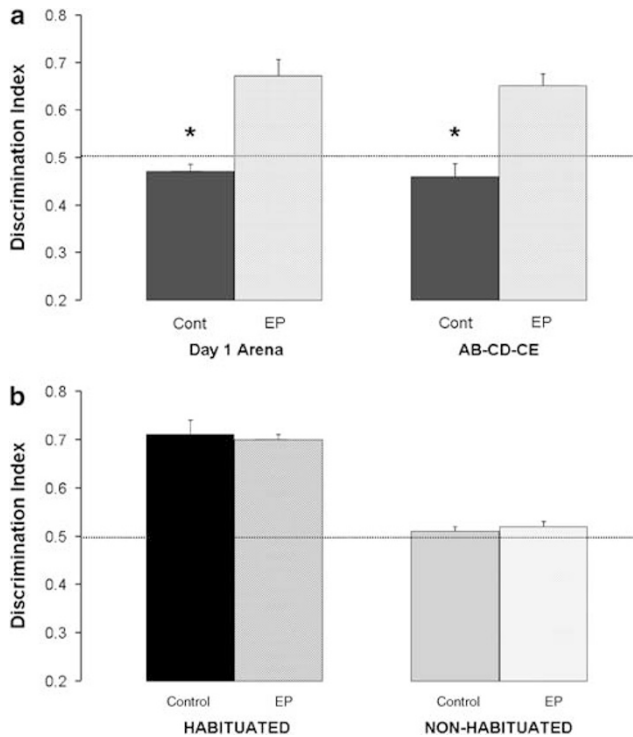 a
0.8
0.7
0.6
0.5
0.4
0.3
0.2
Discrimination Index
*
*
Cont EP Cont EP
Day 1 Arena AB-CD-CE
b
0.8
0.7
0.6
0.5
0.4
0.3
0.2
Discrimination Index
Control EP Control EP
HABITUATED NON-HABITUATED